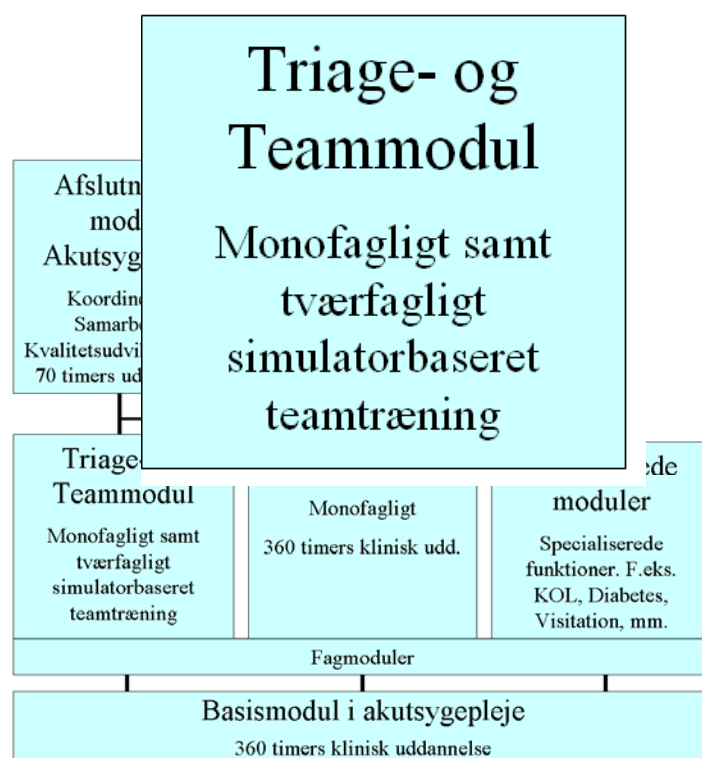 Triage- og
Teammodul
Monofagligt samt
tværfagligt
simulatorbaseret
teamtræning
Afslutn
mod
Akutsyg
Koordine
Samarbe
Kvalitetsudvi
70 timers ud
Triage-
Teammodul
Monofagligt samt
tværfagligt
simulatorbaseret
teamtræning
Monofagligt
360 timers klinisk udd.
ede
moduler
Specialiserede
funktioner. F.eks.
KOL, Diabetes,
Visitation, mm.
Fagmoduler
Basismodul i akutsygepleje
360 timers klinisk uddannelse